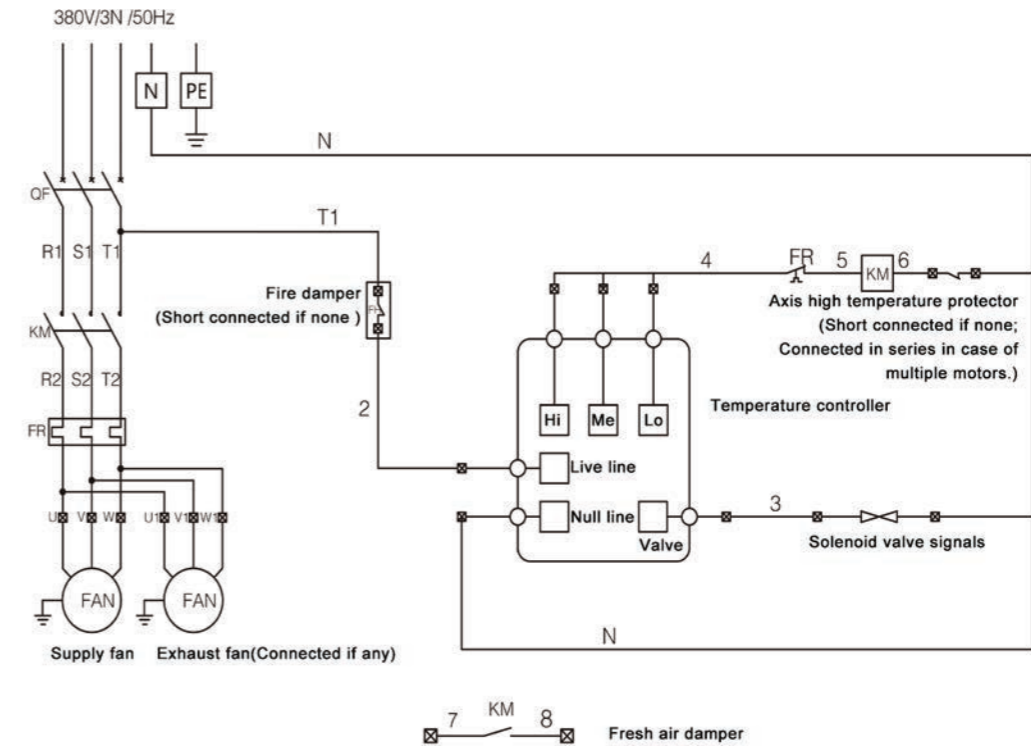 380V/3N /50Hz
N
PE
N
QF
T1
R1
S1
T1
4
FR
5
KM
6
Fire damper
(Short connected if none )
FH
Axis high temperature protector
(Short connected if none;
Connected in series in case of
multiple motors.)
KM
R2
S2
T2
2
Temperature controller
Hi
Me
Lo
FR
Live line
U
V
W
U1
V1
W1
Null line
Valve
3
Solenoid valve signals
FAN
FAN
N
Supply fan
Exhaust fan(Connected if any)
7
KM
8
Fresh air damper